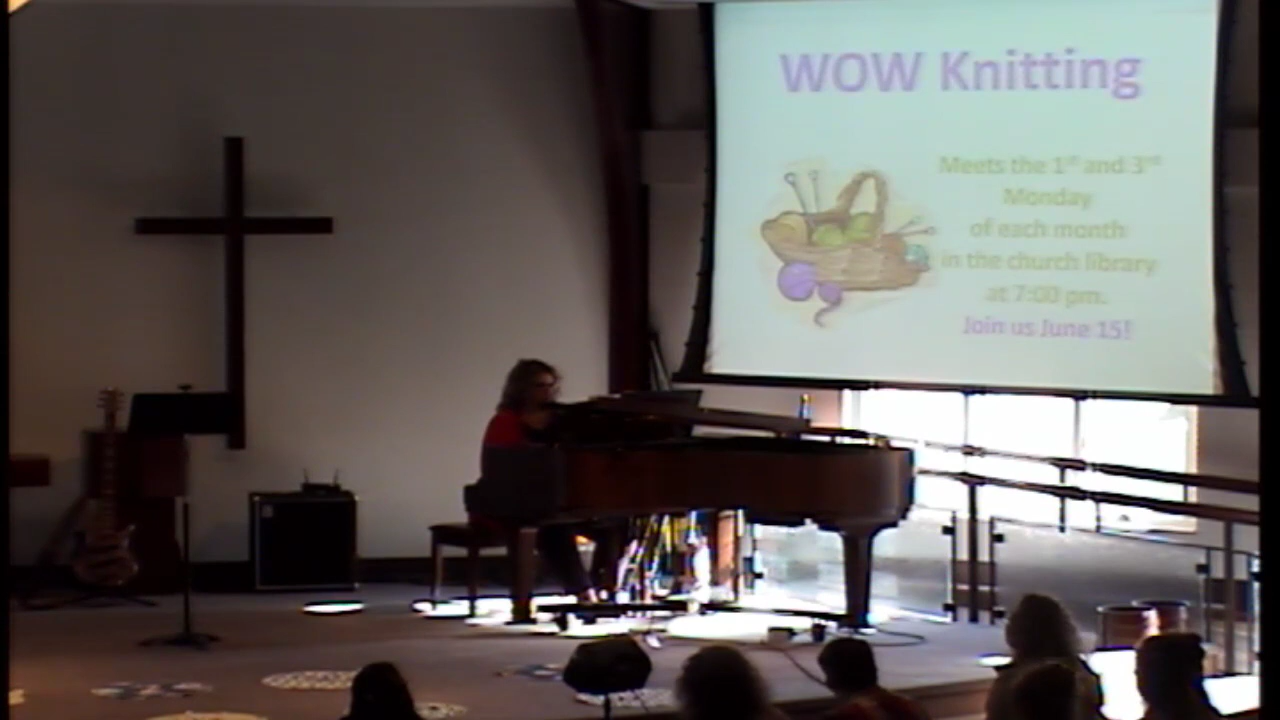 WOW Knitting
Meets the 1st and 3rd
Monday
of each month
in the church library
at 7:00 pm.
Join us June 15!